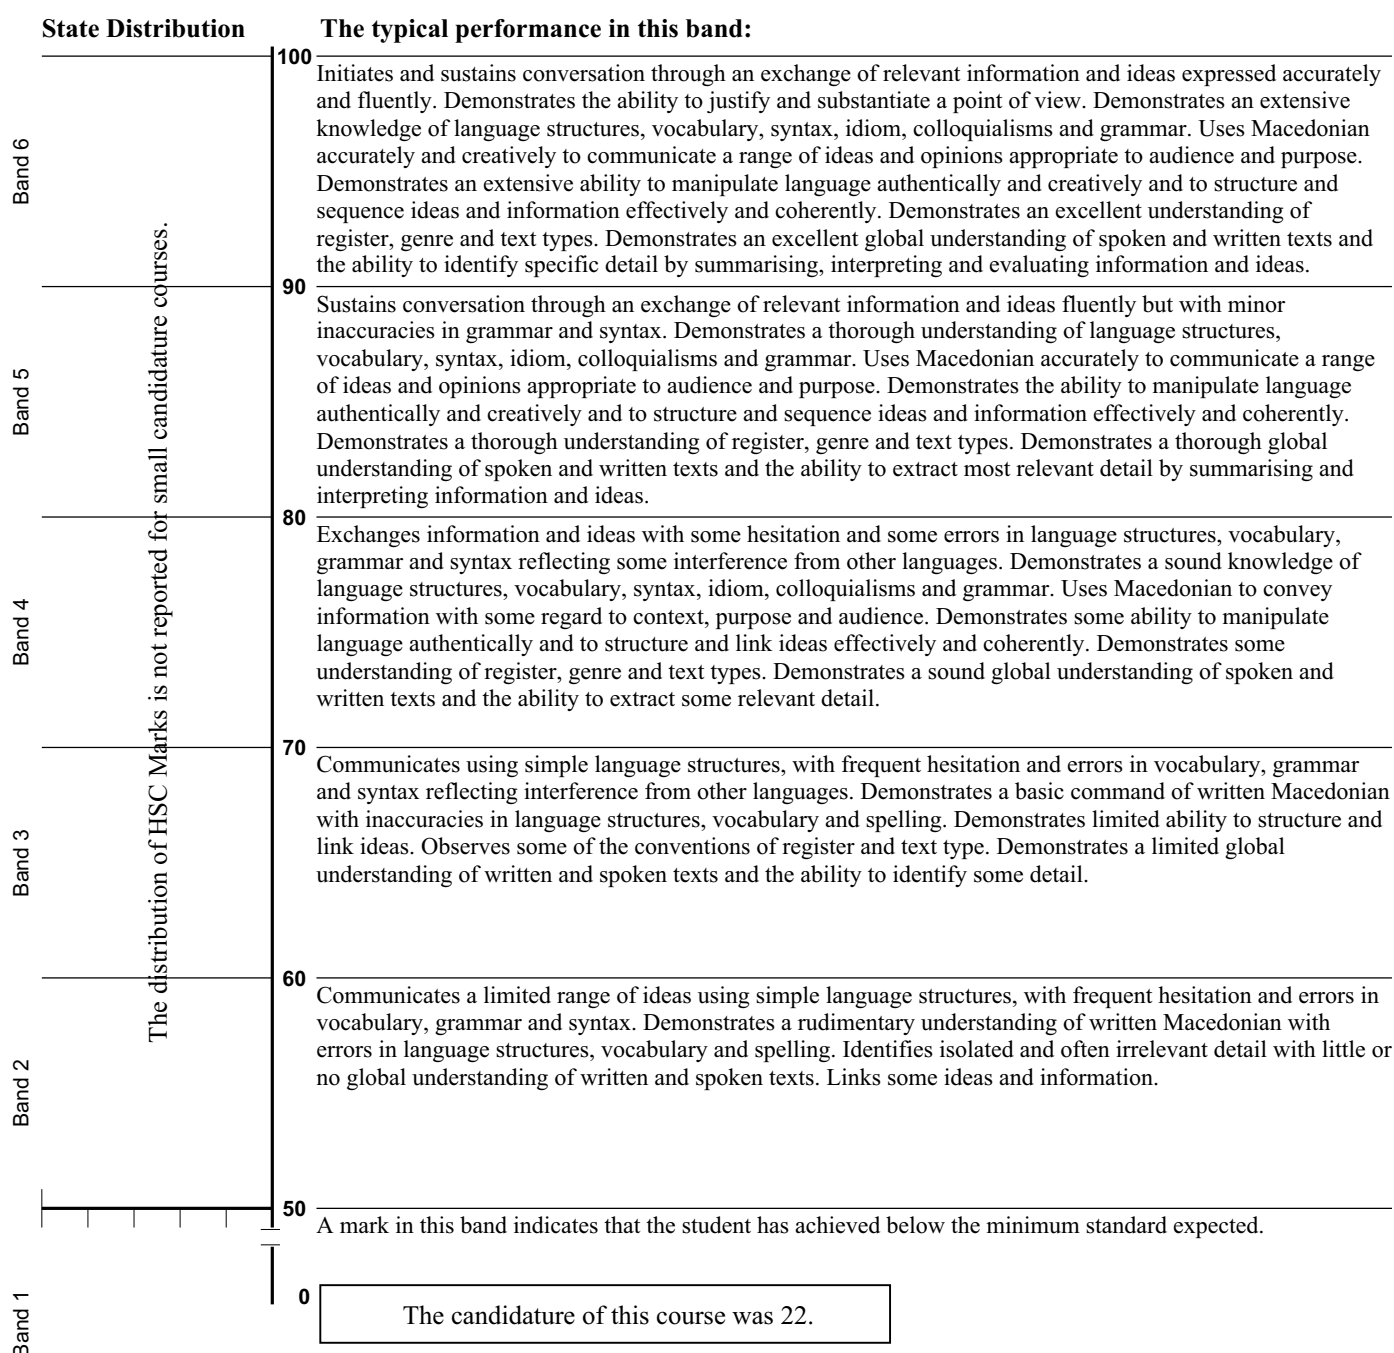 State Distribution
The typical performance in this band:
100
Band 6
Initiates and sustains conversation through an exchange of relevant information and ideas expressed accurately
and fluently. Demonstrates the ability to justify and substantiate a point of view. Demonstrates an extensive
knowledge of language structures, vocabulary, syntax, idiom, colloquialisms and grammar. Uses Macedonian
accurately and creatively to communicate a range of ideas and opinions appropriate to audience and purpose.
Demonstrates an extensive ability to manipulate language authentically and creatively and to structure and
sequence ideas and information effectively and coherently. Demonstrates an excellent understanding of
register, genre and text types. Demonstrates an excellent global understanding of spoken and written texts and
the ability to identify specific detail by summarising, interpreting and evaluating information and ideas.
90
Band 5
Sustains conversation through an exchange of relevant information and ideas fluently but with minor
inaccuracies in grammar and syntax. Demonstrates a thorough understanding of language structures,
vocabulary, syntax, idiom, colloquialisms and grammar. Uses Macedonian accurately to communicate a range
of ideas and opinions appropriate to audience and purpose. Demonstrates the ability to manipulate language
authentically and creatively and to structure and sequence ideas and information effectively and coherently.
Demonstrates a thorough understanding of register, genre and text types. Demonstrates a thorough global
understanding of spoken and written texts and the ability to extract most relevant detail by summarising and
interpreting information and ideas.
80
Band 4
Exchanges information and ideas with some hesitation and some errors in language structures, vocabulary,
grammar and syntax reflecting some interference from other languages. Demonstrates a sound knowledge of
language structures, vocabulary, syntax, idiom, colloquialisms and grammar. Uses Macedonian to convey
information with some regard to context, purpose and audience. Demonstrates some ability to manipulate
language authentically and to structure and link ideas effectively and coherently. Demonstrates some
understanding of register, genre and text types. Demonstrates a sound global understanding of spoken and
written texts and the ability to extract some relevant detail.
70
Band 3
Communicates using simple language structures, with frequent hesitation and errors in vocabulary, grammar
and syntax reflecting interference from other languages. Demonstrates a basic command of written Macedonian
with inaccuracies in language structures, vocabulary and spelling. Demonstrates limited ability to structure and
link ideas. Observes some of the conventions of register and text type. Demonstrates a limited global
understanding of written and spoken texts and the ability to identify some detail.
60
Band 2
Communicates a limited range of ideas using simple language structures, with frequent hesitation and errors in
vocabulary, grammar and syntax. Demonstrates a rudimentary understanding of written Macedonian with
errors in language structures, vocabulary and spelling. Identifies isolated and often irrelevant detail with little or
no global understanding of written and spoken texts. Links some ideas and information.
50
A mark in this band indicates that the student has achieved below the minimum standard expected.
Band 1
0
The candidature of this course was 22.
The distribution of HSC Marks is not reported for small candidature courses.